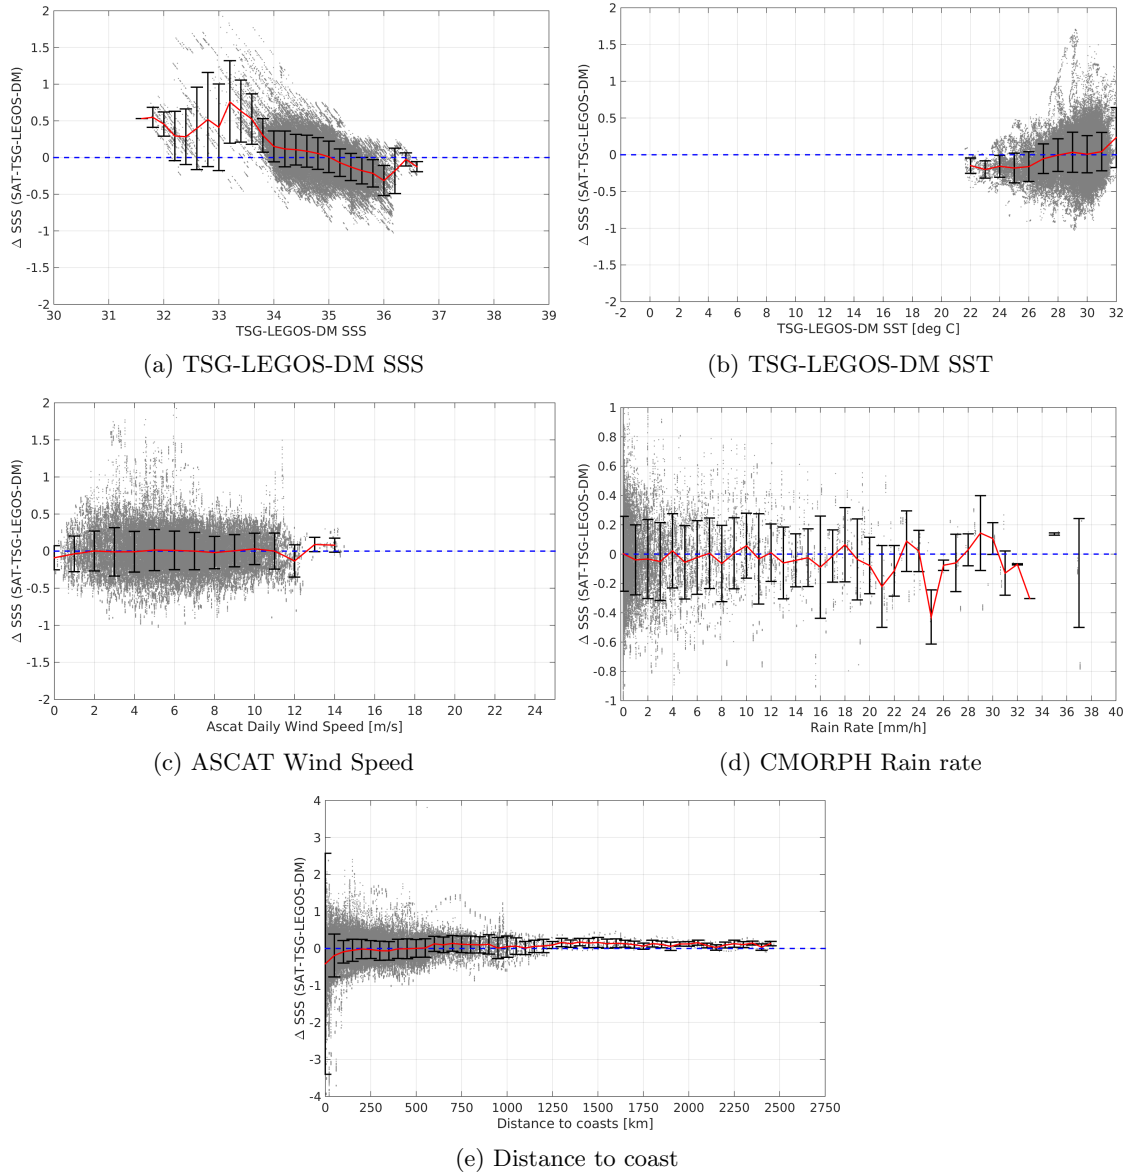 2
1.5
1
0.5
0
-0.5
-1
-1.5
-2
Δ SSS (SAT-TSG-LEGOS-DM)
30 31 32 33 34 35 36 37 38 39
TSG-LEGOS-DM SSS
(a) TSG-LEGOS-DM SSS
2
1.5
1
0.5
0
-0.5
-1
-1.5
-2
Δ SSS (SAT-TSG-LEGOS-DM)
-2 0 2 4 6 8 10 12 14 16 18 20 22 24 26 28 30 32
TSG-LEGOS-DM SST [deg C]
(b) TSG-LEGOS-DM SST
2
1.5
1
0.5
0
-0.5
-1
-1.5
-2
Δ SSS (SAT-TSG-LEGOS-DM)
0 2 4 6 8 10 12 14 16 18 20 22 24
Ascat Daily Wind Speed [m/s]
(c) ASCAT Wind Speed
1
0.8
0.6
0.4
0.2
0
-0.2
-0.4
-0.6
-0.8
-1
Δ SSS (SAT-TSG-LEGOS-DM)
0 2 4 6 8 10 12 14 16 18 20 22 24 26 28 30 32 34 36 38 40
Rain Rate [mm/h]
(d) CMORPH Rain rate
4
3
2
1
0
-1
-2
-3
-4
Δ SSS (SAT-TSG-LEGOS-DM)
0 250 500 750 1000 1250 1500 1750 2000 2250 2500 2750
Distance to coasts [km]
(e) Distance to coast